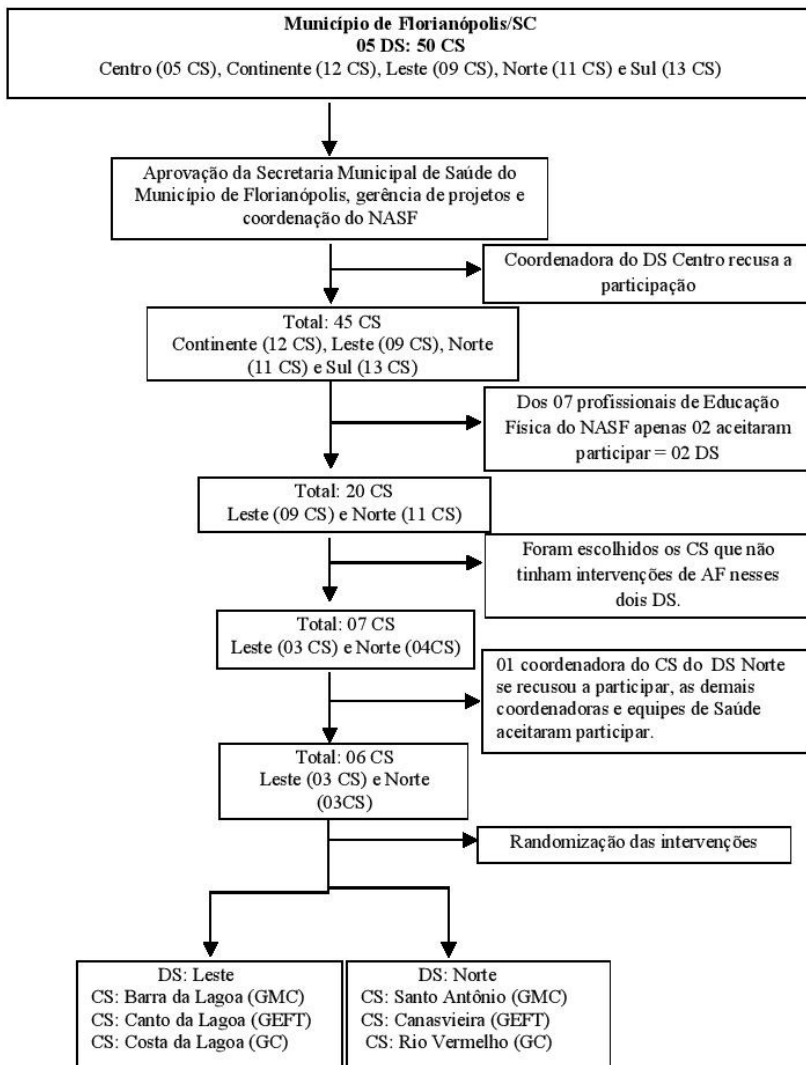 Município de Florianópolis/SC
05 DS: 50 CS
Centro (05 CS), Continente (12 CS), Leste (09 CS), Norte (11 CS) e Sul (13 CS)
Aprovação da Secretaria Municipal de Saúde do
Município de Florianópolis, gerência de projetos e
coordenação do NASF
Coordenadora do DS Centro recusa a
participação
Total: 45 CS
Continente (12 CS), Leste (09 CS), Norte
(11 CS) e Sul (13 CS)
Dos 07 profissionais de Educação
Física do NASF apenas 02 aceitaram
participar = 02 DS
Total: 20 CS
Leste (09 CS) e Norte (11 CS)
Foram escolhidos os CS que não
tinham intervenções de AF nesses
dois DS.
Total: 07 CS
Leste (03 CS) e Norte (04CS)
01 coordenadora do CS do DS Norte
se recusou a participar, as demais
coordenadoras e equipes de Saúde
aceitaram participar.
Total: 06 CS
Leste (03 CS) e Norte
(03CS)
Randomização das intervenções
DS: Leste
CS: Barra da Lagoa (GMC)
CS: Canto da Lagoa (GEFT)
CS: Costa da Lagoa (GC)
DS: Norte
CS: Santo Antônio (GMC)
CS: Canasvieira (GEFT)
CS: Rio Vermelho (GC)